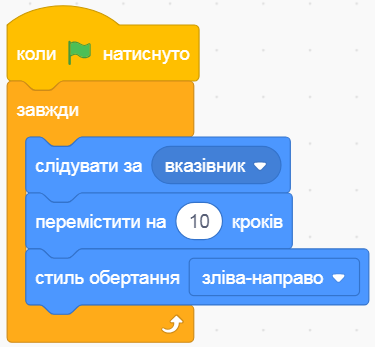 коли натиснуто
завжди
слідувати за вказівник
перемістити на 10 кроків
стиль обертання зліва-направо